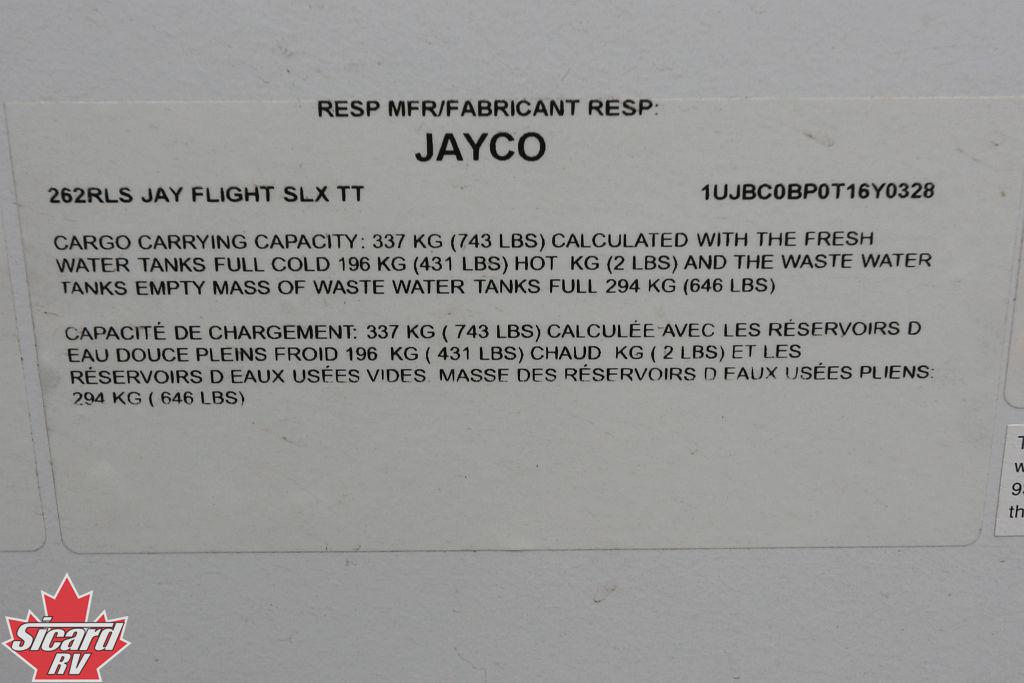 RESP MFR/FABRICANT RESP:
JAYCO
262RLS JAY FLIGHT SLX TT 1UJBC0BP0T16Y0328
CARGO CARRYING CAPACITY: 337 KG (743 LBS) CALCULATED WITH THE FRESH
WATER TANKS FULL COLD 196 KG (431 LBS) HOT KG (2 LBS) AND THE WASTE WATER
TANKS EMPTY MASS OF WASTE WATER TANKS FULL 294 KG (646 LBS)
CAPACITÉ DE CHARGEMENT: 337 KG ( 743 LBS) CALCULÉE AVEC LES RÉSERVOIRS D
EAU DOUCE PLEINS FROID 196 KG ( 431 LBS) CHAUD KG ( 2 LBS) ET LES
RÉSERVOIRS D EAUX USÉES VIDES. MASSE DES RÉSERVOIRS D EAUX USÉES PLIENS:
294 KG ( 646 LBS)
th
Sicard
RV